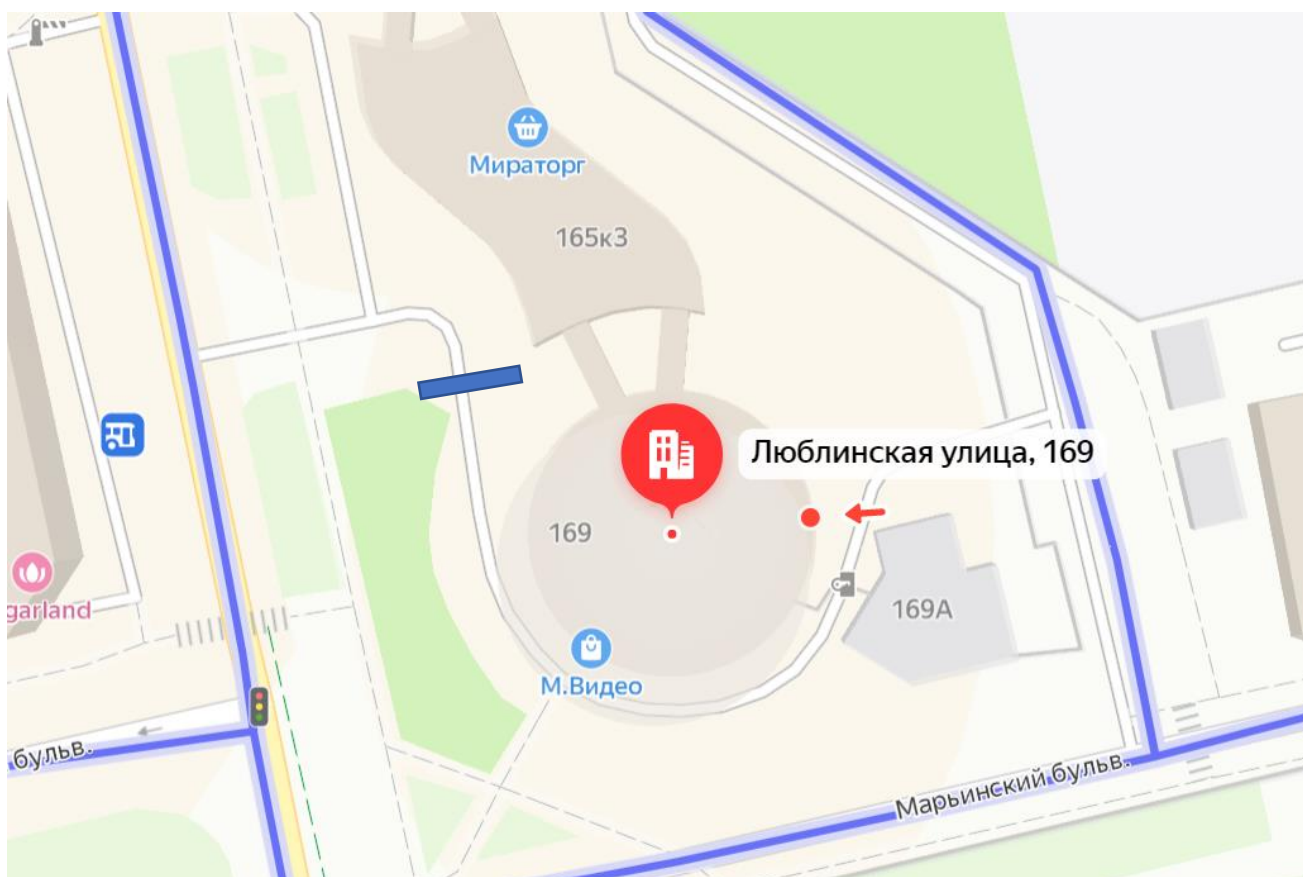 Мираторг
165к3
Люблинская улица, 169
169
garland
169А
М.Видео
бульв.
Марьинский бульв.